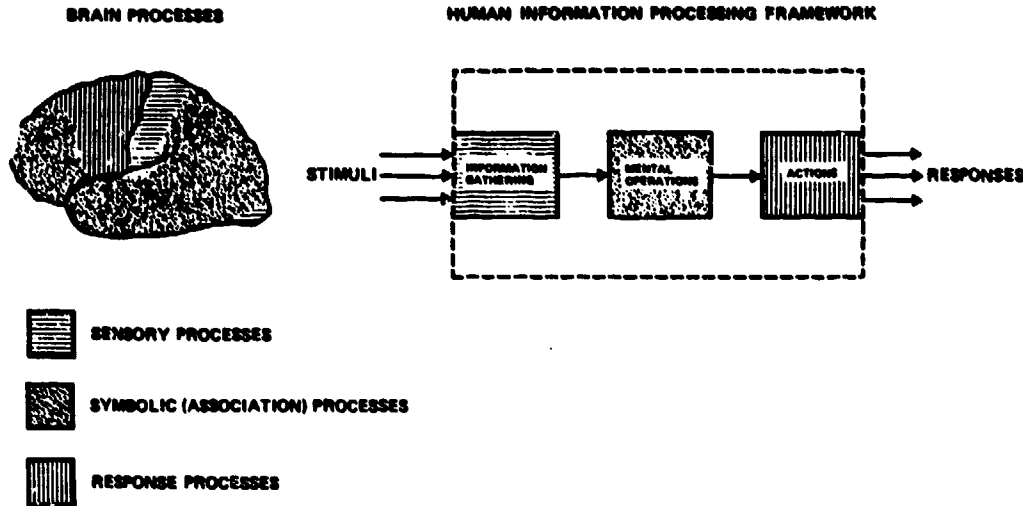 BRAIN PROCESSES
HUMAN INFORMATION PROCESSING FRAMEWORK
STIMULI
INFORMATION
GATHERING
MENTAL
OPERATIONS
ACTIONS
RESPONSES
SENSORY PROCESSES
SYMBOLIC (ASSOCIATION) PROCESSES
RESPONSE PROCESSES